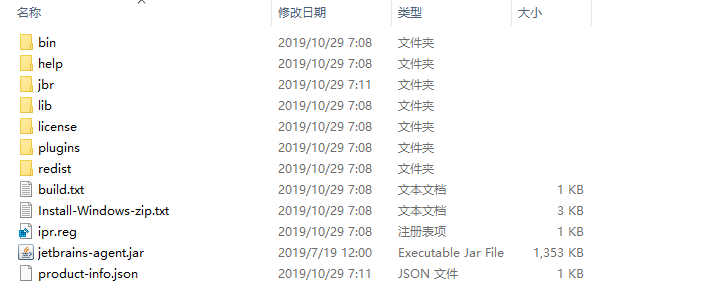 名称 修改日期 类型 大小
bin 2019/10/29 7:08 文件夹
help 2019/10/29 7:08 文件夹
jbr 2019/10/29 7:11 文件夹
lib 2019/10/29 7:08 文件夹
license 2019/10/29 7:08 文件夹
plugins 2019/10/29 7:08 文件夹
redist 2019/10/29 7:08 文件夹
build.txt 2019/10/29 7:08 文本文档 1 KB
Install-Windows-zip.txt 2019/10/29 7:08 文本文档 3 KB
ipr.reg 2019/10/29 7:08 注册表项 1 KB
jetbrains-agent.jar 2019/7/19 12:00 Executable Jar File 1,353 KB
product-info.json 2019/10/29 7:11 JSON 文件 1 KB